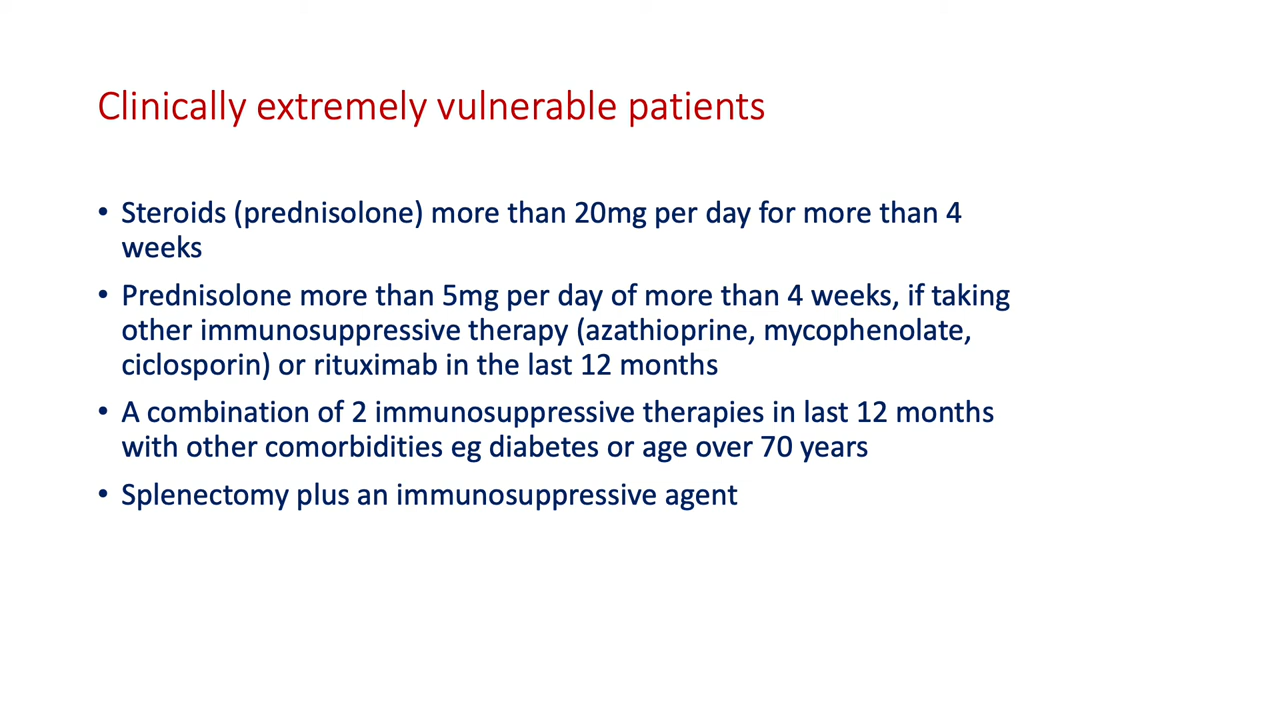 Clinically extremely vulnerable patients
• Steroids (prednisolone) more than 20mg per day for more than 4
weeks
• Prednisolone more than 5mg per day of more than 4 weeks, if taking
other immunosuppressive therapy (azathioprine, mycophenolate,
ciclosporin) or rituximab in the last 12 months
• A combination of 2 immunosuppressive therapies in last 12 months
with other comorbidities eg diabetes or age over 70 years
• Splenectomy plus an immunosuppressive agent